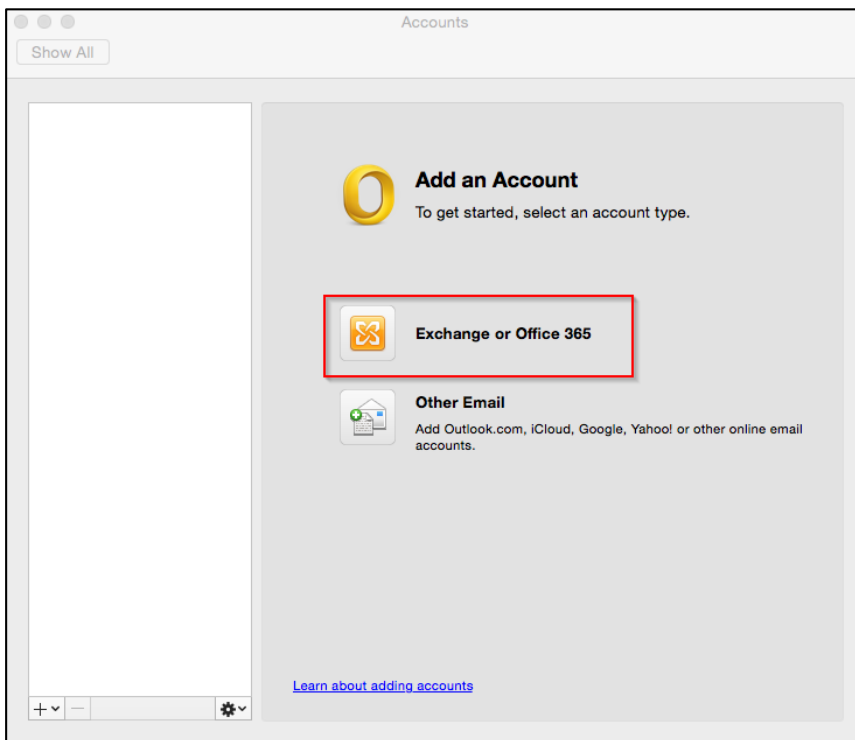 Accounts
Show All
Add an Account
To get started, select an account type.
Exchange or Office 365
Other Email
Add Outlook.com, iCloud, Google, Yahoo! or other online email
accounts.
Learn about adding accounts